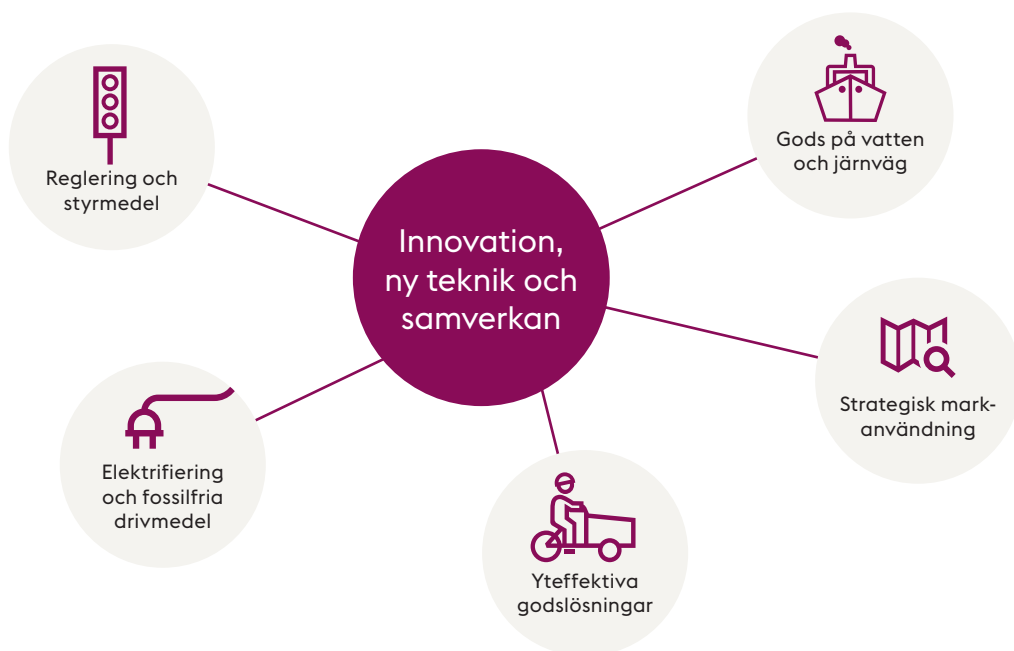 Reglering och
styrmedel
Gods på vatten
och järnväg
Innovation,
ny teknik och
samverkan
Strategisk mark-
användning
Elektrifiering
och fossilfria
drivmedel
Yteffektiva
godslösningar